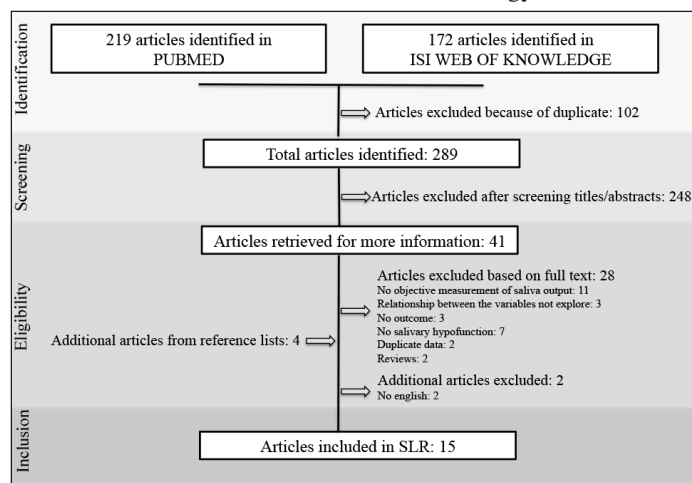 219 articles identified in
PUBMED
172 articles identified in
ISI WEB OF KNOWLEDGE
Identification
Articles excluded because of duplicate: 102
Screening
Total articles identified: 289
Articles excluded after screening titles/abstracts: 248
Articles retrieved for more information: 41
Eligibility
Articles excluded based on full text: 28
No objective measurement of saliva output: 11
Relationship between the variables not explore: 3
No outcome: 3
No salivary hypofunction: 7
Duplicate data: 2
Reviews: 2
Additional articles from reference lists: 4
Additional articles excluded: 2
No english: 2
Inclusion
Articles included in SLR: 15